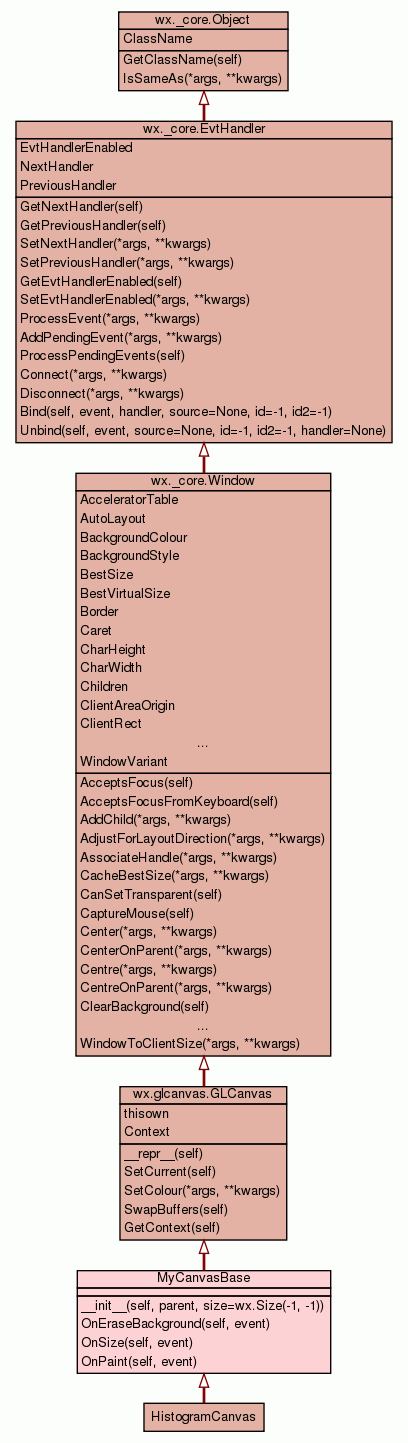 wx._core.Object
ClassName
GetClassName(self)
IsSameAs(*args, **kwargs)
wx._core.EvtHandler
EvtHandlerEnabled
NextHandler
PreviousHandler
GetNextHandler(self)
GetPreviousHandler(self)
SetNextHandler(*args, **kwargs)
SetPreviousHandler(*args, **kwargs)
GetEvtHandlerEnabled(self)
SetEvtHandlerEnabled(*args, **kwargs)
ProcessEvent(*args, **kwargs)
AddPendingEvent(*args, **kwargs)
ProcessPendingEvents(self)
Connect(*args, **kwargs)
Disconnect(*args, **kwargs)
Bind(self, event, handler, source=None, id=-1, id2=-1)
Unbind(self, event, source=None, id=-1, id2=-1, handler=None)
wx._core.Window
AcceleratorTable
AutoLayout
BackgroundColour
BackgroundStyle
BestSize
BestVirtualSize
Border
Caret
CharHeight
CharWidth
Children
ClientAreaOrigin
ClientRect
...
WindowVariant
AcceptsFocus(self)
AcceptsFocusFromKeyboard(self)
AddChild(*args, **kwargs)
AdjustForLayoutDirection(*args, **kwargs)
AssociateHandle(*args, **kwargs)
CacheBestSize(*args, **kwargs)
CanSetTransparent(self)
CaptureMouse(self)
Center(*args, **kwargs)
CenterOnParent(*args, **kwargs)
Centre(*args, **kwargs)
CentreOnParent(*args, **kwargs)
ClearBackground(self)
...
WindowToClientSize(*args, **kwargs)
wx.glcanvas.GLCanvas
thisown
Context
__repr__(self)
SetCurrent(self)
SetColour(*args, **kwargs)
SwapBuffers(self)
GetContext(self)
MyCanvasBase
__init__(self, parent, size=wx.Size(-1, -1))
OnEraseBackground(self, event)
OnSize(self, event)
OnPaint(self, event)
HistogramCanvas